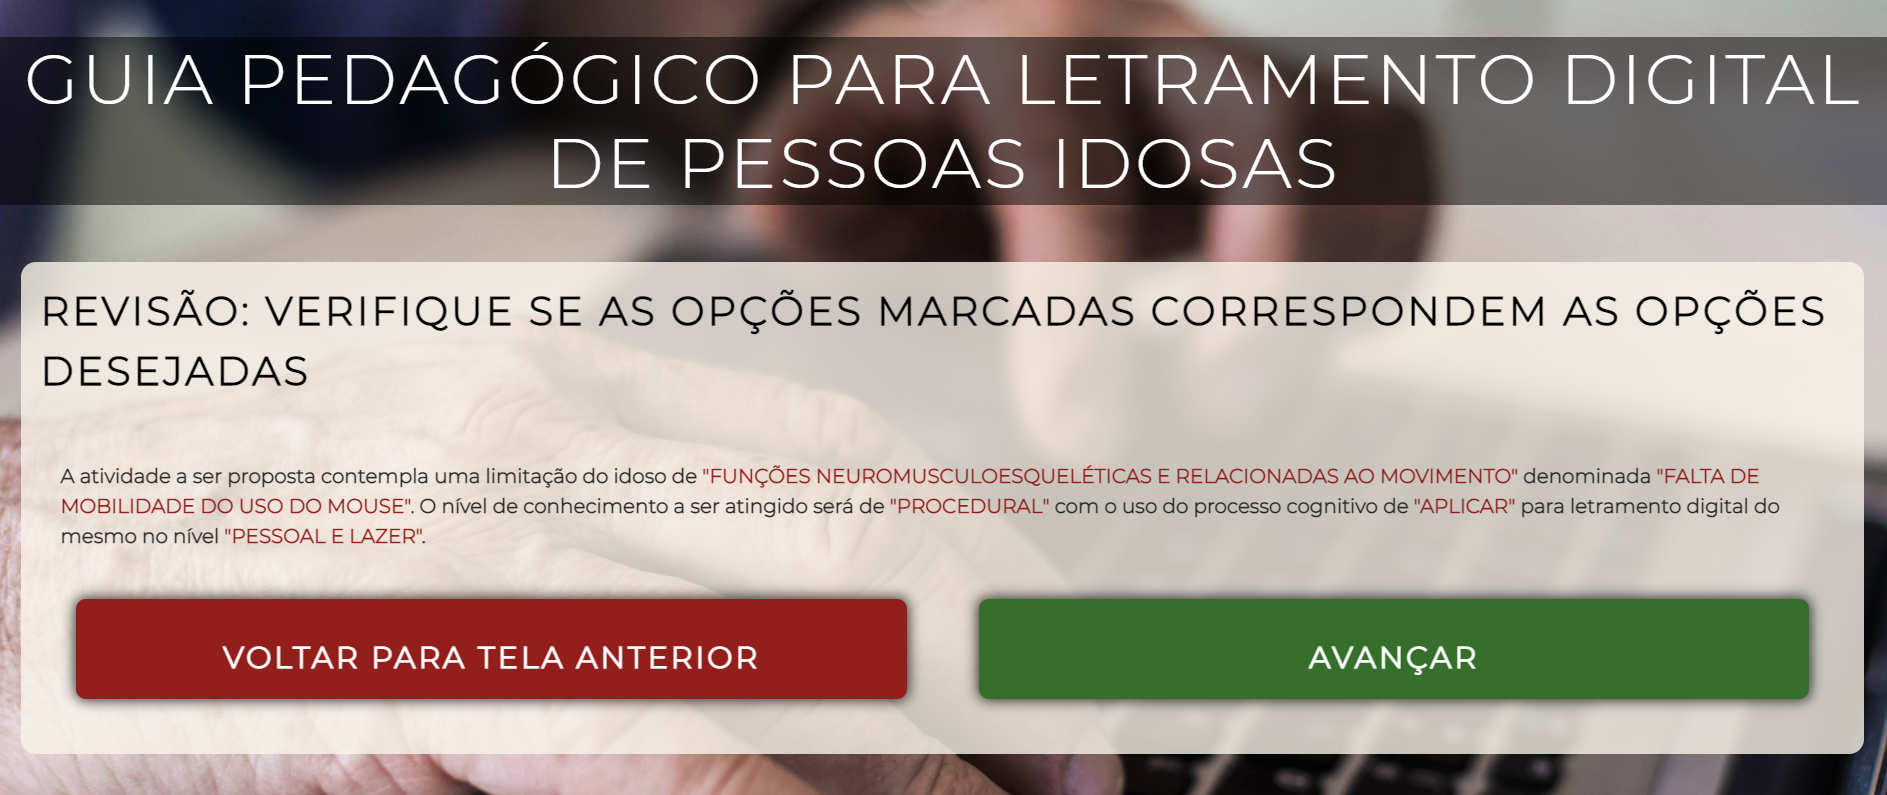 GUIA PEDAGÓGICO PARA LETRAMENTO DIGITAL
DE PESSOAS IDOSAS
REVISÃO: VERIFIQUE SE AS OPÇÕES MARCADAS CORRESPONDEM AS OPÇÕES
DESEJADAS
A atividade a ser proposta contempla uma limitação do idoso de "FUNÇÕES NEUROMUSCULOESQUELÉTICAS E RELACIONADAS AO MOVIMENTO" denominada "FALTA DE
MOBILIDADE DO USO DO MOUSE". O nível de conhecimento a ser atingido será de "PROCEDURAL" com o uso do processo cognitivo de "APLICAR" para letramento digital do
mesmo no nível "PESSOAL E LAZER".
VOLTAR PARA TELA ANTERIOR
AVANÇAR